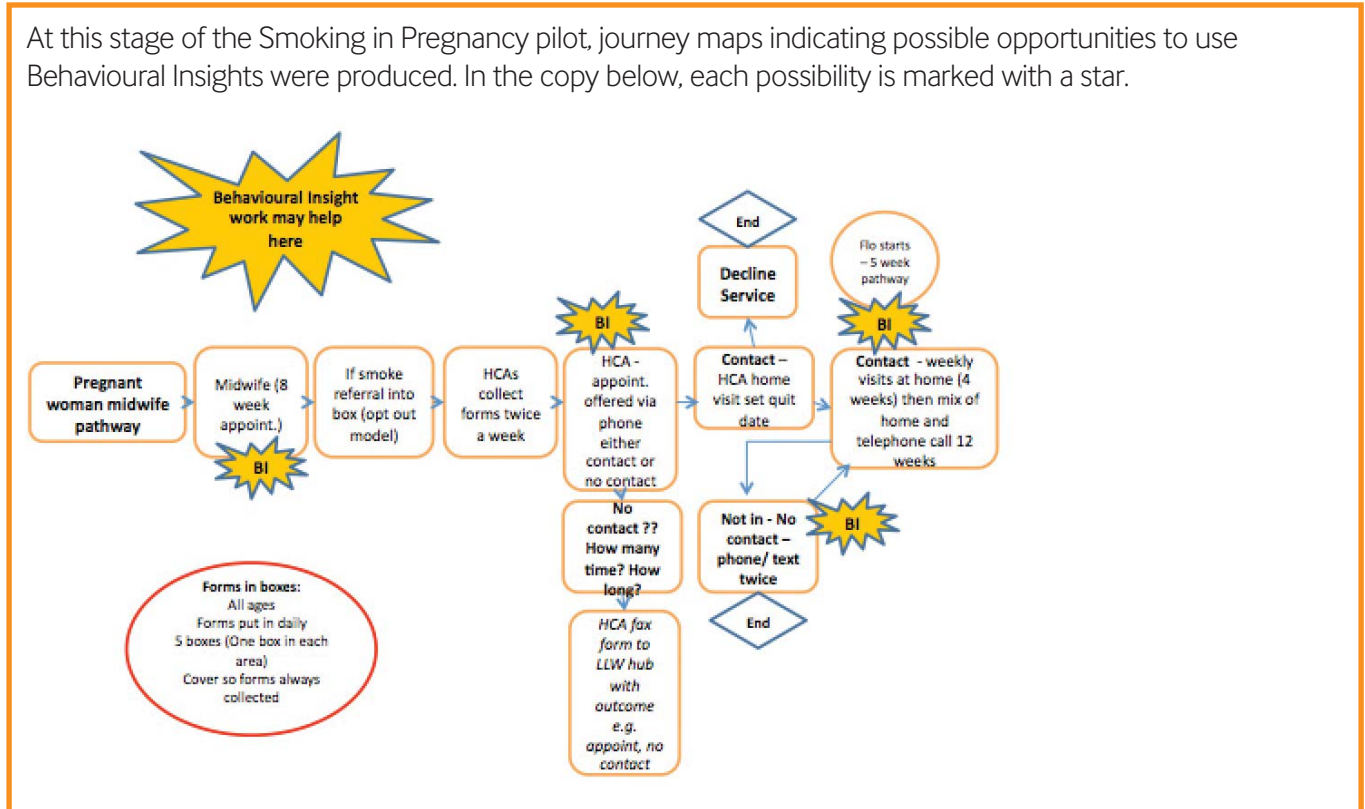 At this stage of the Smoking in Pregnancy pilot, journey maps indicating possible opportunities to use
Behavioural Insights were produced. In the copy below, each possibility is marked with a star.
Behavioural Insight
work may help
here
Pregnant
woman midwife
pathway
Midwife (8
week
appoint.)
BI
If smoke
referral into
box (opt out
model)
HCAs
collect
forms twice
a week
BI
HCA -
appoint.
offered via
phone
either
contact or
no contact
No
contact ??
How many
time? How
long?
HCA fax
form to
LLW hub
with
outcome
e.g.
appoint, no
contact
End
Decline
Service
Contact –
HCA home
visit set quit
date
Flo starts
– 5 week
pathway
BI
Contact - weekly
visits at home (4
weeks) then mix of
home and
telephone call 12
weeks
Not in - No
contact –
phone/ text
twice
BI
End
Forms in boxes:
All ages
Forms put in daily
5 boxes (One box in each
area)
Cover so forms always
collected